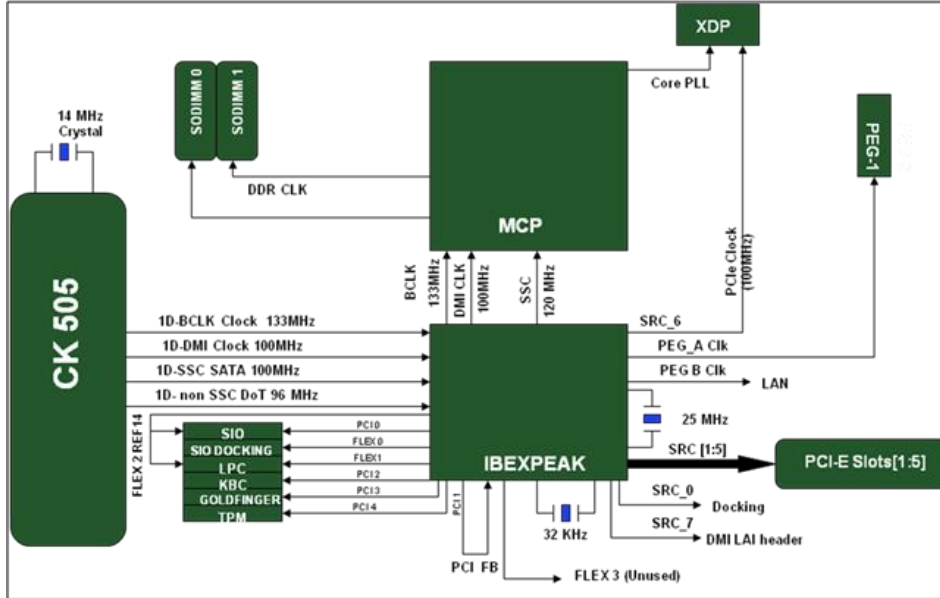 XDP
Core PLL
14 MHz
Crystal
SODIMM 0
SODIMM 1
PEG-1
DDR CLK
MCP
CK 505
BCLK
133MHz
DMI CLK
100MHz
SSC
120 MHz
PCIe Clock
(100MHz)
1D-BCLK Clock 133MHz
1D-DMI Clock 100MHz
1D-SSC SATA 100MHz
1D- non SSC DoT 96 MHz
SRC_6
PEG_A Clk
PEG B Clk
LAN
25 MHz
FLEX 2 REF14
SIO
SIO DOCKING
LPC
KBC
GOLDFINGER
TPM
PCI0
FLEX0
FLEX1
PCI2
PCI3
PCI4
IBEXPEAK
SRC [1:5]
PCI-E Slots[1:5]
PCI1
PCI FB
32 KHz
SRC_0
Docking
SRC_7
DMI LAI header
FLEX 3 (Unused)